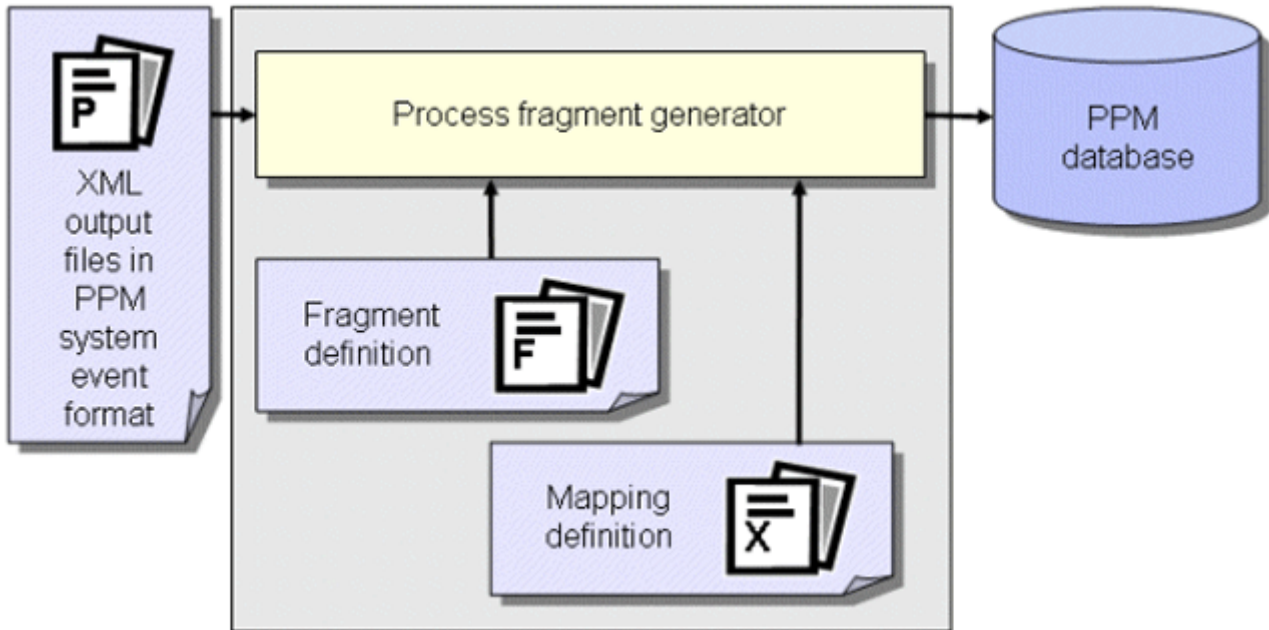 P
XML
output
files in
PPM
system
event
format
Process fragment generator
PPM
database
Fragment
definition
F
Mapping
definition
X